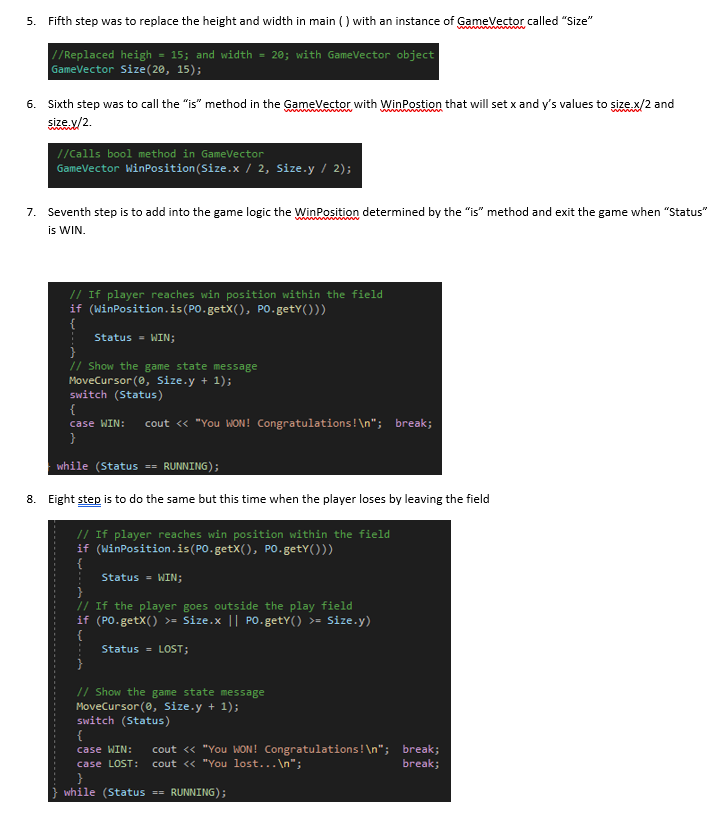 5. Fifth step was to replace the height and width in main ( ) with an instance of GameVector called “Size”
//Replaced heigh = 15; and width = 20; with GameVector object
GameVector Size(20, 15);
6. Sixth step was to call the “is” method in the GameVector with WinPostion that will set x and y’s values to size.x/2 and
size.y/2.
//Calls bool method in GameVector
GameVector WinPosition(Size.x / 2, Size.y / 2);
7. Seventh step is to add into the game logic the WinPosition determined by the “is” method and exit the game when “Status”
is WIN.
// If player reaches win position within the field
if (WinPosition.is(PO.getX(), PO.getY()))
{
Status = WIN;
}
// Show the game state message
MoveCursor(0, Size.y + 1);
switch (Status)
{
case WIN: cout << "You WON! Congratulations!\n"; break;
}
} while (Status == RUNNING);
8. Eight step is to do the same but this time when the player loses by leaving the field
// If player reaches win position within the field
if (WinPosition.is(PO.getX(), PO.getY()))
{
Status = WIN;
}
// If the player goes outside the play field
if (PO.getX() >= Size.x || PO.getY() >= Size.y)
{
Status = LOST;
}
// Show the game state message
MoveCursor(0, Size.y + 1);
switch (Status)
{
case WIN: cout << "You WON! Congratulations!\n"; break;
case LOST: cout << "You lost...\n"; break;
}
} while (Status == RUNNING);